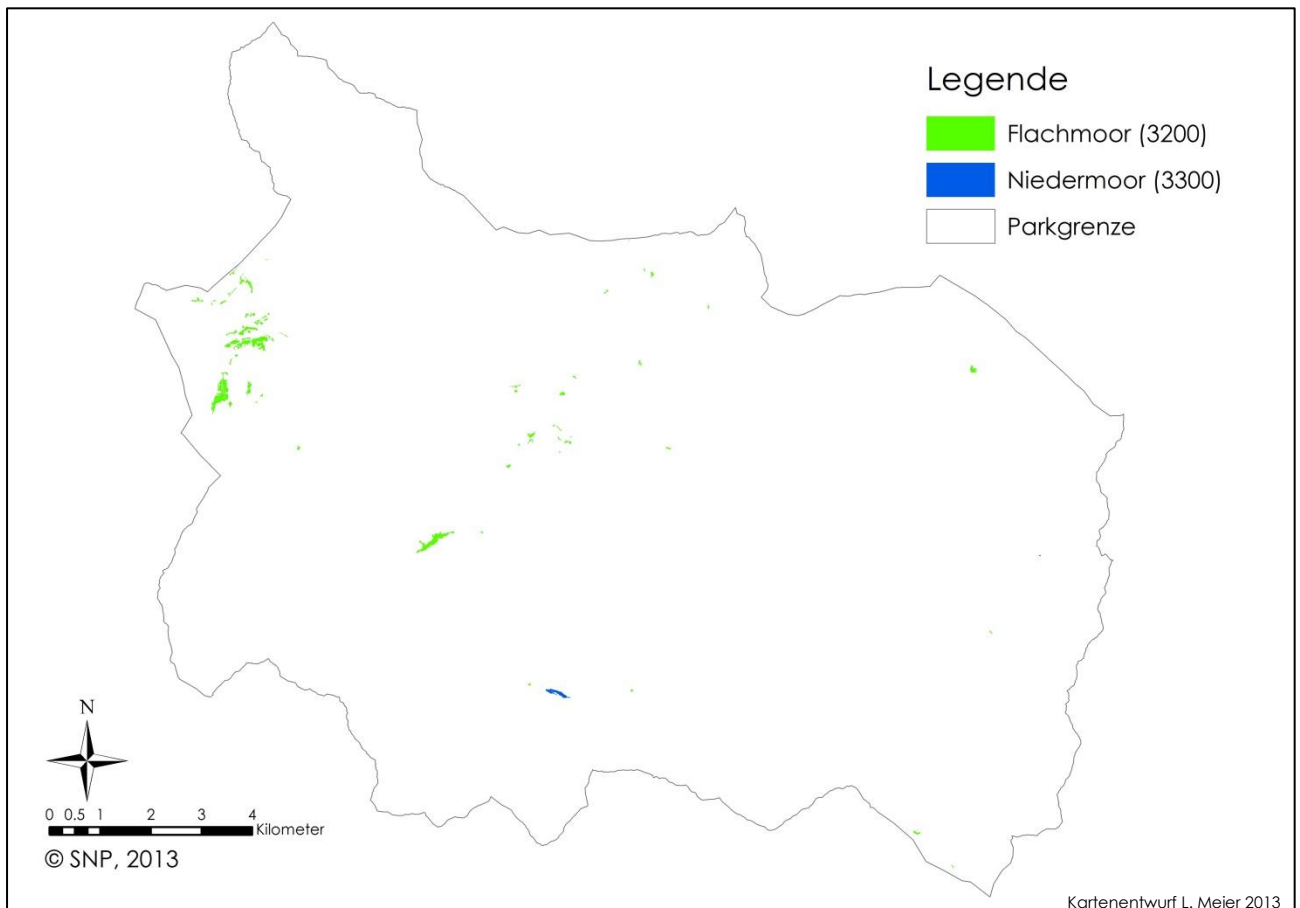 Legende
Flachmoor (3200)
Niedermoor (3300)
Parkgrenze
N
0 0.5 1 2 3 4
Kilometer
© SNP, 2013
Kartenentwurf L. Meier 2013